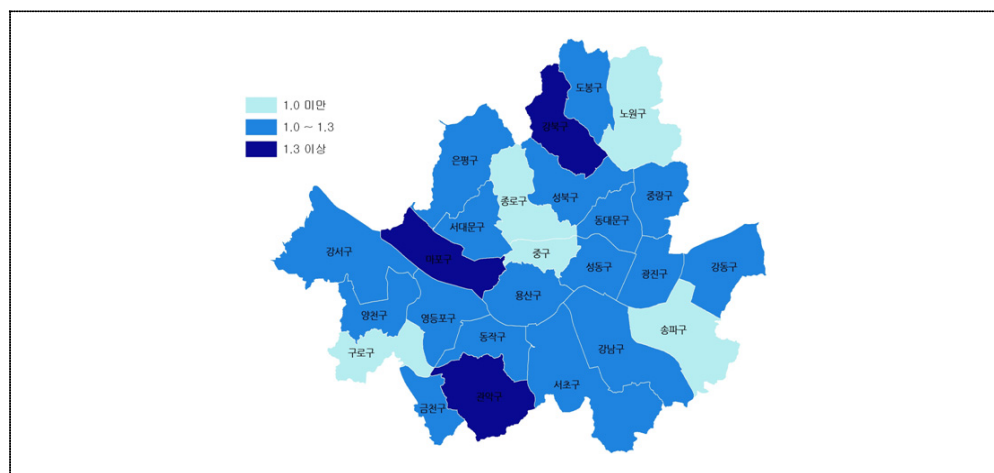 1.0 미만
1.0 ~ 1.3
1.3 이상
도봉구
노원구
강북구
은평구
성북구
중랑구
종로구
동대문구
서대문구
강서구
마포구
중구
성동구
광진구
강동구
용산구
양천구
영등포구
송파구
동작구
강남구
구로구
서초구
관악구
금천구